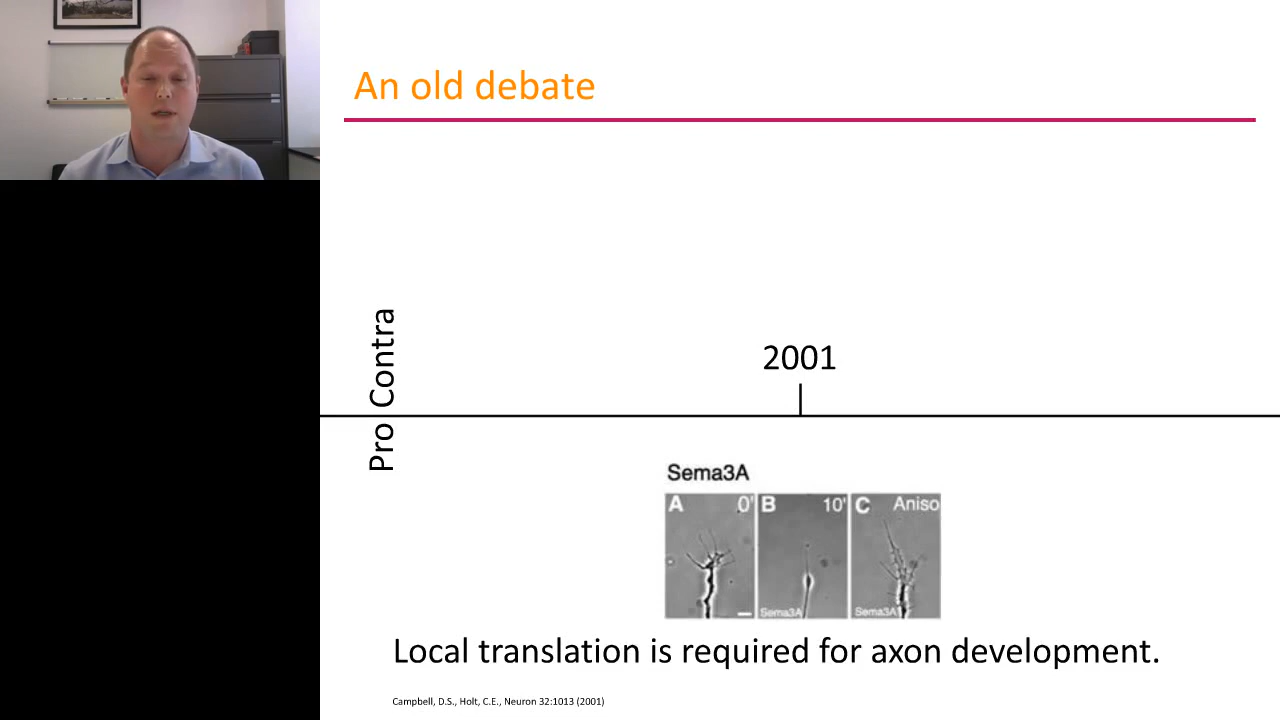 An old debate
Pro Contra
2001
Sema3A
A 0' B 10' C Aniso
Sema3A Sema3A
Local translation is required for axon development.
Campbell, D.S., Holt, C.E., Neuron 32:1013 (2001)